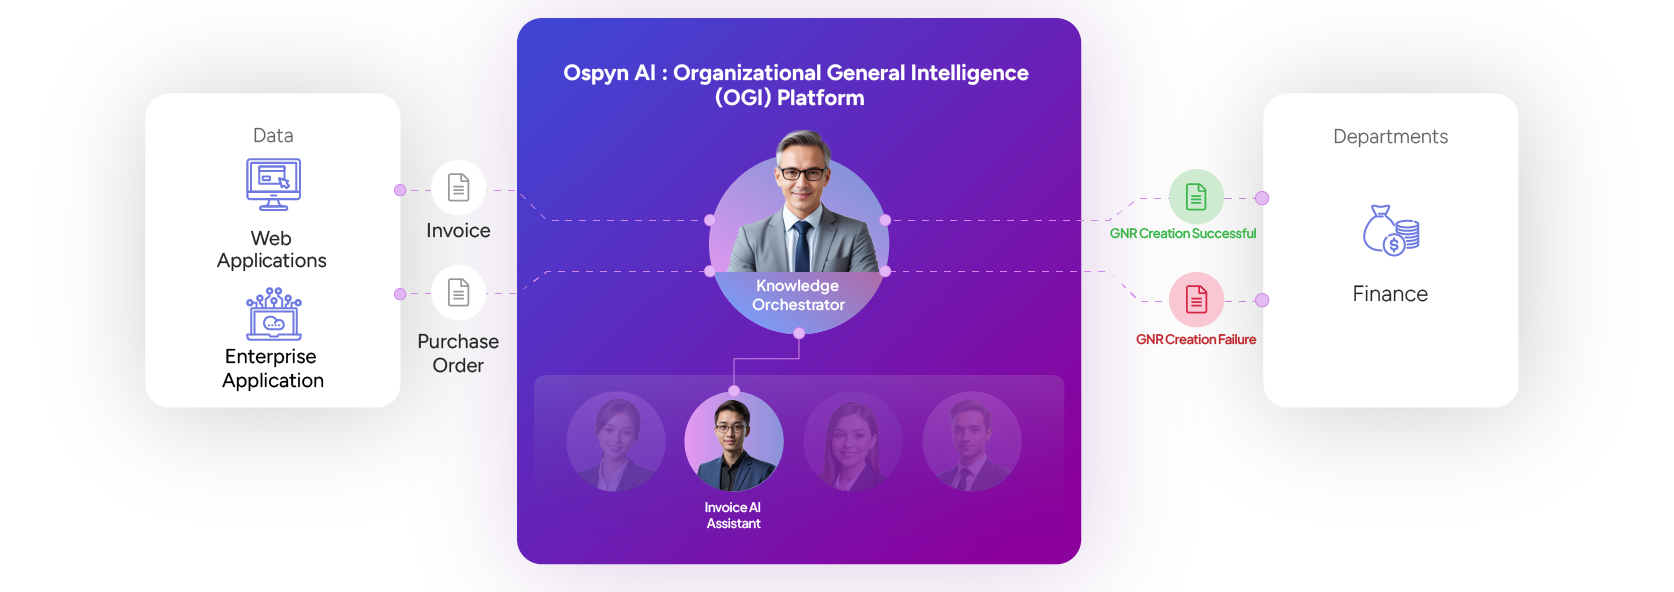 Ospyn AI : Organizational General Intelligence
(OGI) Platform
Data
Web
Applications
Enterprise
Application
Invoice
Purchase
Order
Knowledge
Orchestrator
Invoice AI
Assistant
GNR Creation Successful
GNR Creation Failure
Departments
Finance